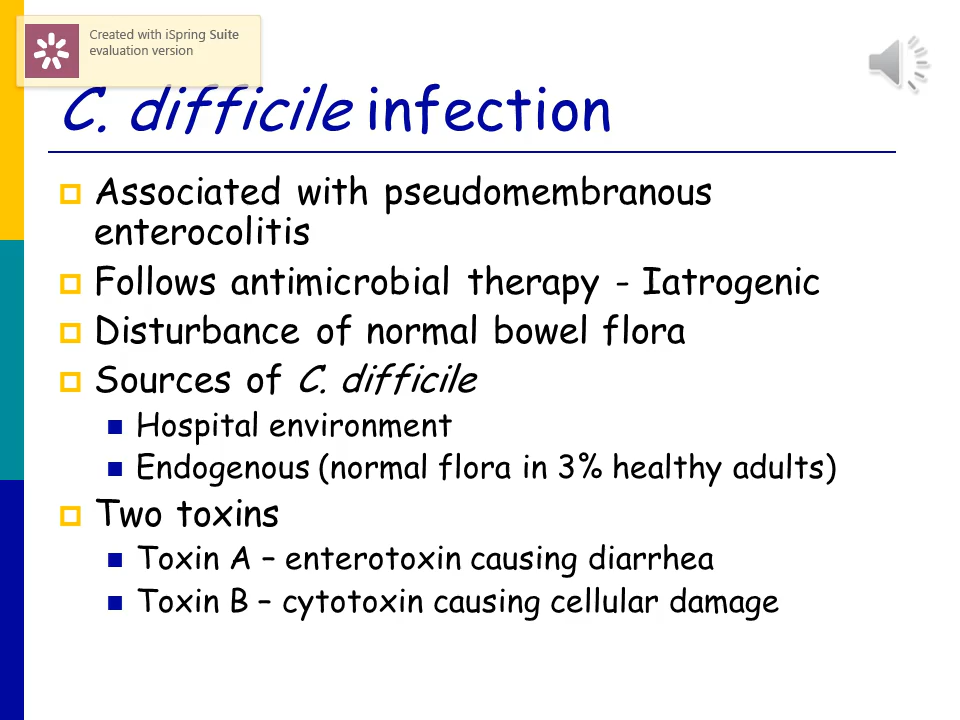 Created with iSpring Suite
evaluation version
C. difficile infection
Associated with pseudomembranous
enterocolitis
Follows antimicrobial therapy - Iatrogenic
Disturbance of normal bowel flora
Sources of C. difficile
Hospital environment
Endogenous (normal flora in 3% healthy adults)
Two toxins
Toxin A – enterotoxin causing diarrhea
Toxin B – cytotoxin causing cellular damage